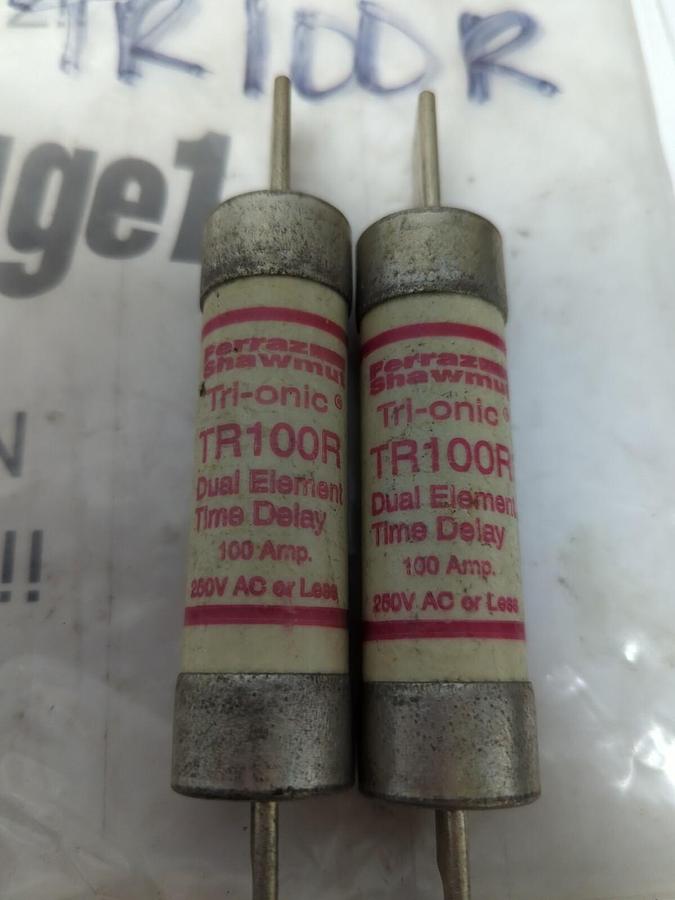 TR100R
uge1
N
!!!
Ferraz
Shawmut
Tri-onic®
TR100R
Dual Element
Time Delay
100 Amp.
250V AC or Less
Ferraz
Shawmut
Tri-onic®
TR100R
Dual Element
Time Delay
100 Amp.
250V AC or Less